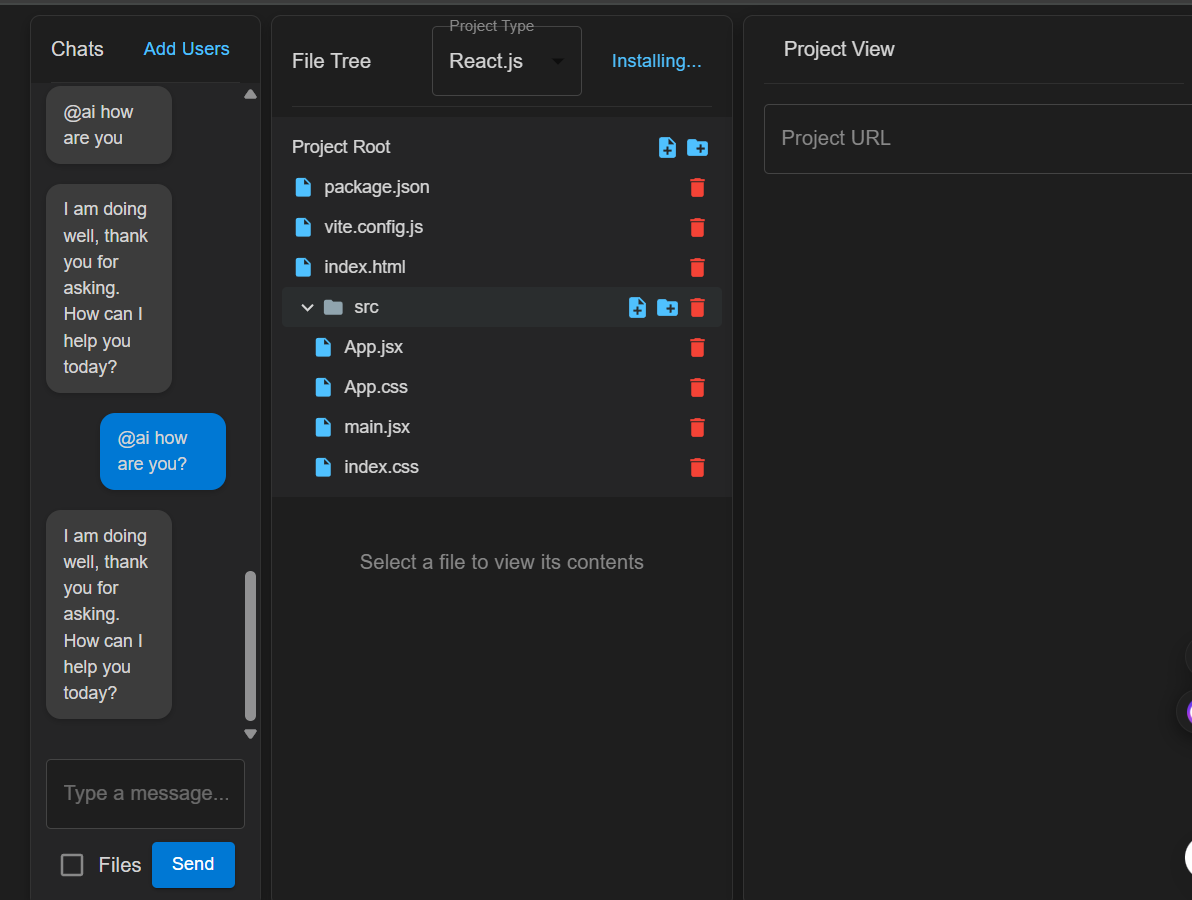 Chats
Add Users
@ai how
are you
I am doing
well, thank
you for
asking.
How can I
help you
today?
@ai how
are you?
I am doing
well, thank
you for
asking.
How can I
help you
today?
Type a message...
Files
Send
File Tree
Project Type
React.js
Installing...
Project Root
package.json
vite.config.js
index.html
src
App.jsx
App.css
main.jsx
index.css
Select a file to view its contents
Project View
Project URL